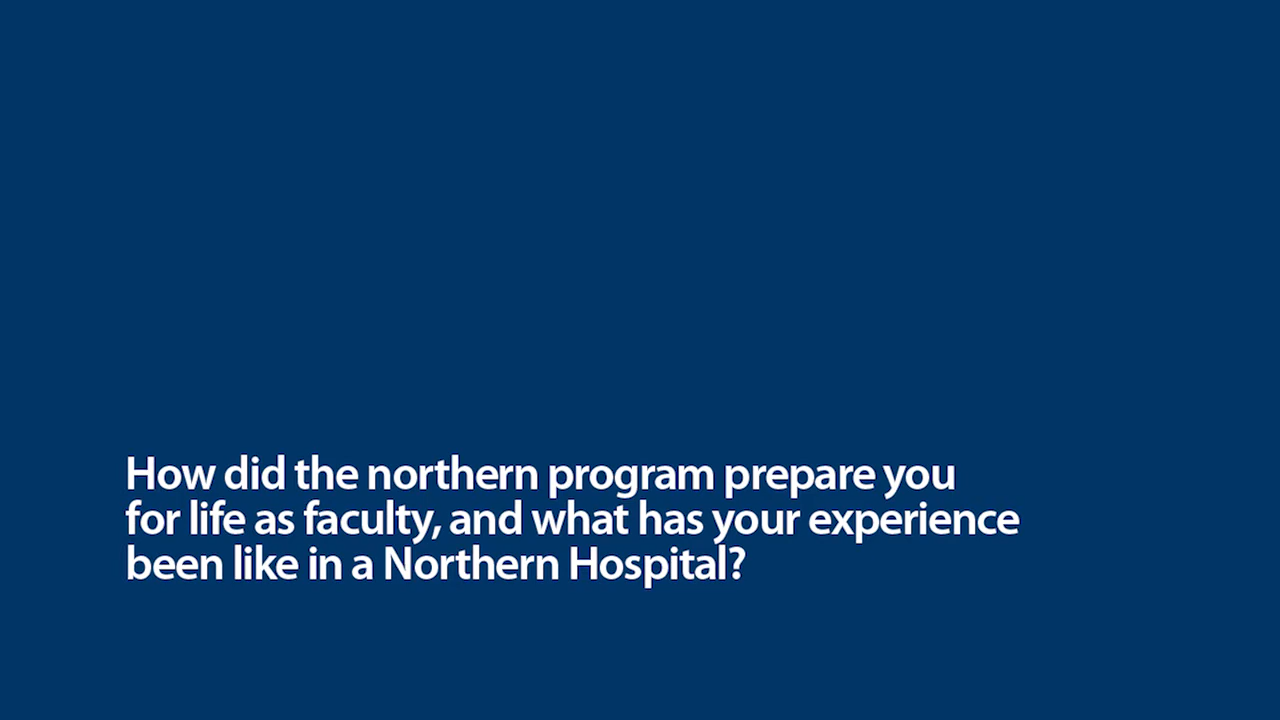 How did the northern program prepare you
for life as faculty, and what has your experience
been like in a Northern Hospital?